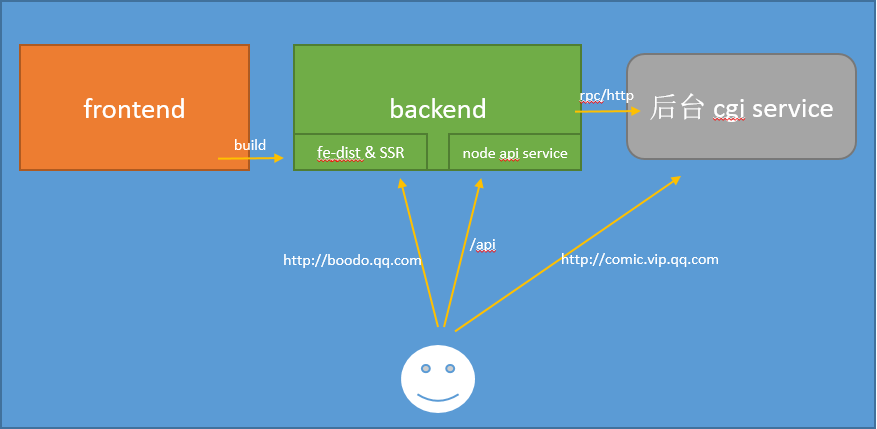 frontend
backend
后台 cgi service
rpc/http
build
fe-dist & SSR
node api service
/api
http://boodo.qq.com
http://comic.vip.qq.com